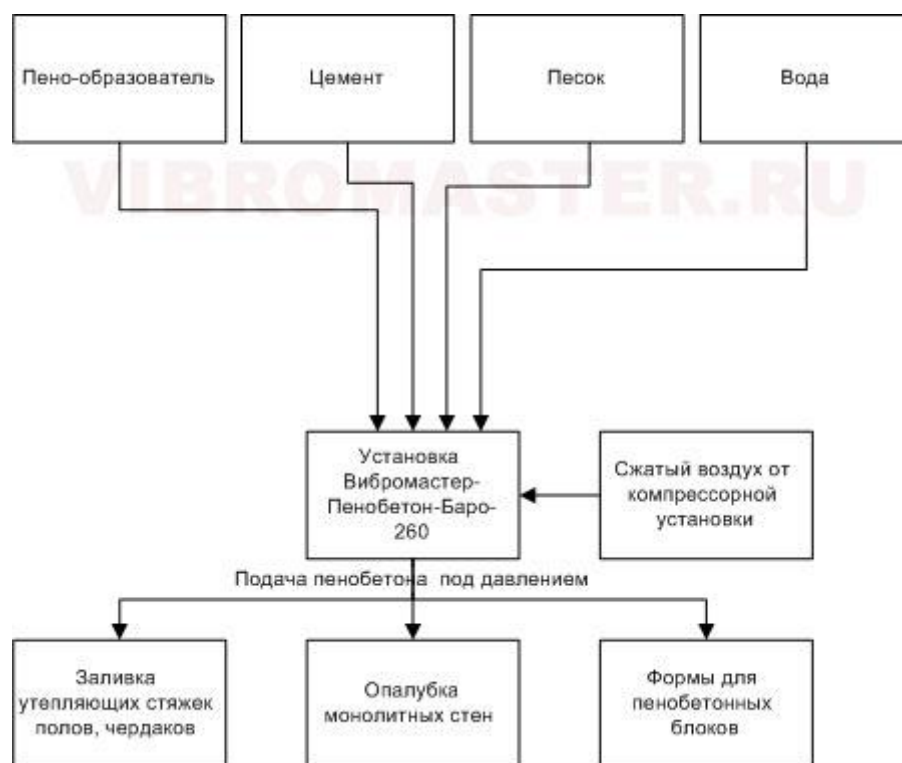 Пено-образователь
Цемент
Песок
Вода
VIBROMASTER.RU
Установка
Вибромастер-
Пенобетон-Баро-
260
Сжатый воздух от
компрессорной
установки
Подача пенобетона под давлением
Заливка
утепляющих стяжек
полов, чердаков
Опалубка
монолитных стен
Формы для
пенобетонных
блоков